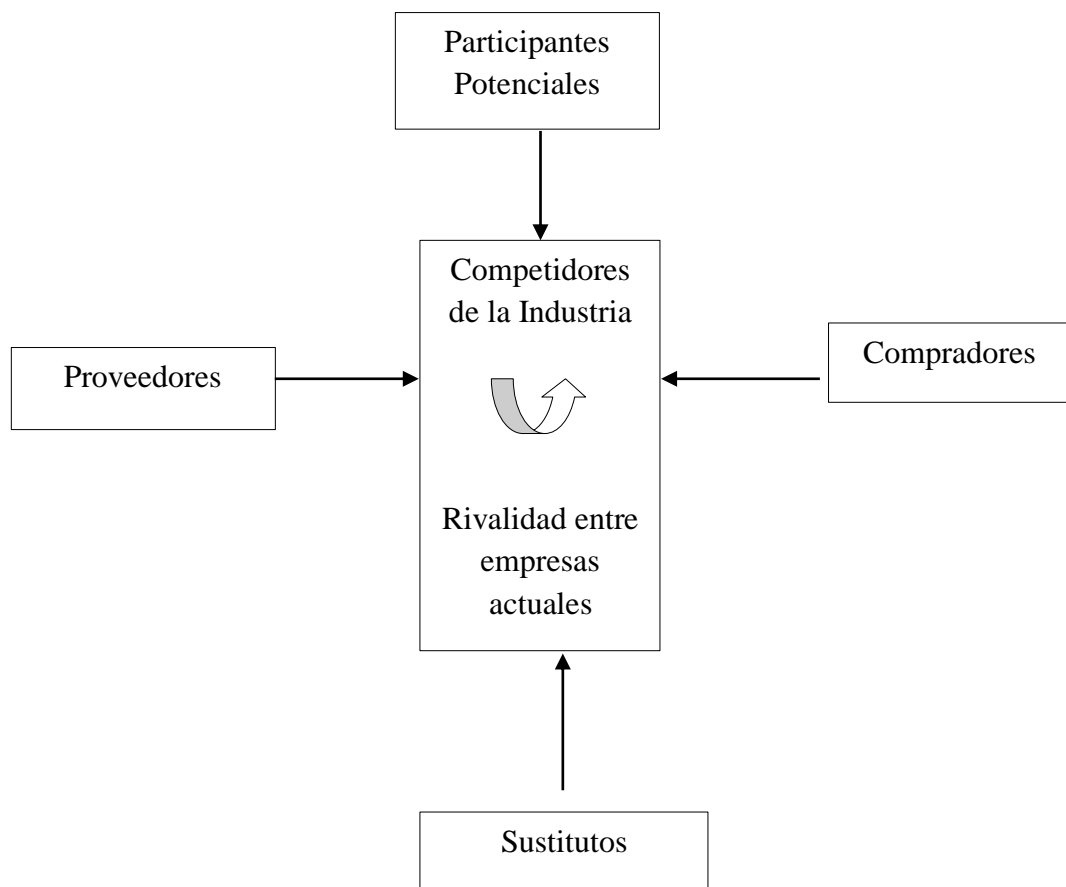 Participantes
Potenciales
Competidores
de la Industria
Proveedores
Compradores
Rivalidad entre
empresas
actuales
Sustitutos